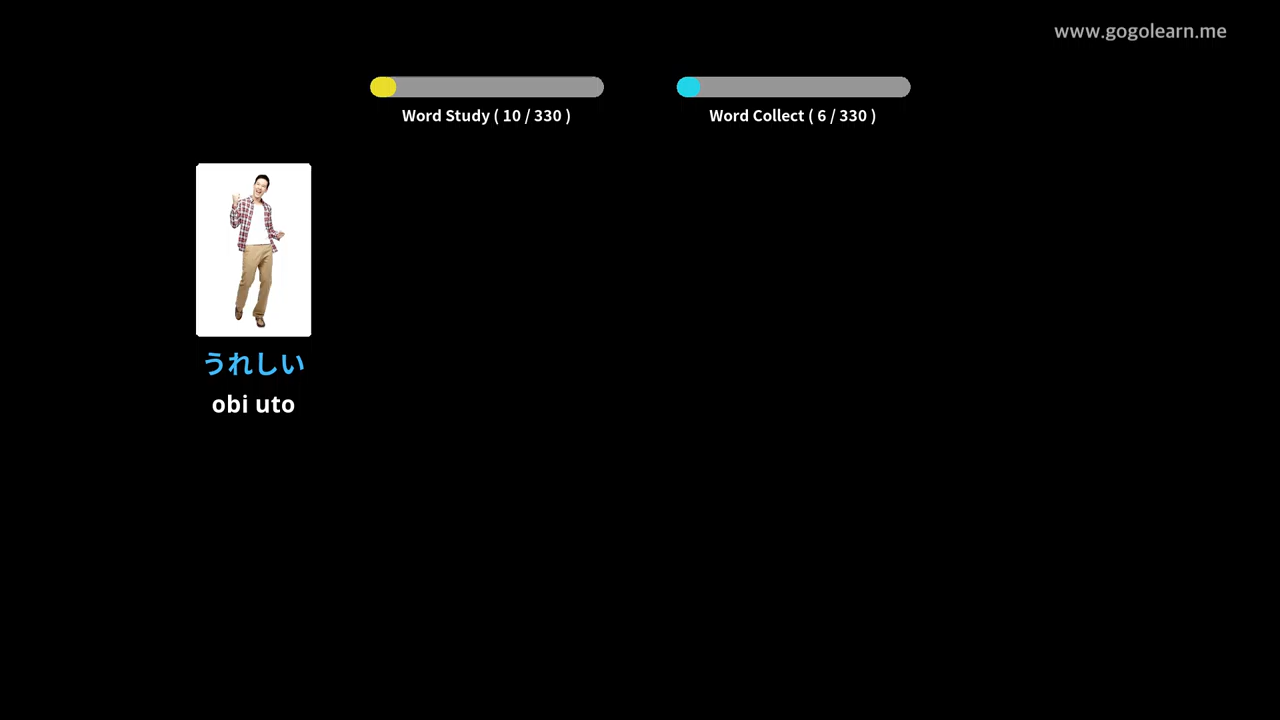 www.gogolearn.me
Word Study ( 10 / 330 )
Word Collect ( 6 / 330 )
うれしい
obi uto